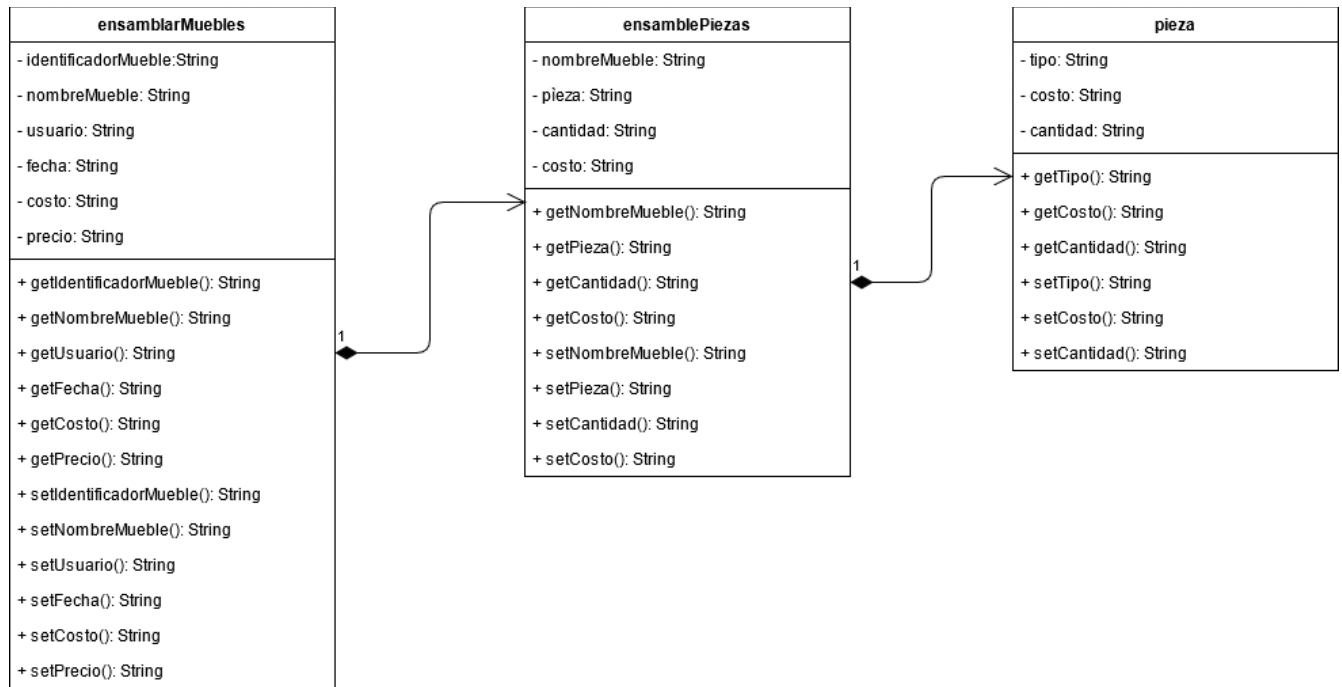 ensamblarMuebles
- identificadorMueble:String
- nombreMueble: String
- usuario: String
- fecha: String
- costo: String
- precio: String
+ getIdentificadorMueble(): String
+ getNombreMueble(): String
+ getUsuario(): String
+ getFecha(): String
+ getCosto(): String
+ getPrecio(): String
+ setIdentificadorMueble(): String
+ setNombreMueble(): String
+ setUsuario(): String
+ setFecha(): String
+ setCosto(): String
+ setPrecio(): String
1
ensamblePiezas
- nombreMueble: String
- pìeza: String
- cantidad: String
- costo: String
+ getNombreMueble(): String
+ getPieza(): String
+ getCantidad(): String
+ getCosto(): String
+ setNombreMueble(): String
+ setPieza(): String
+ setCantidad(): String
+ setCosto(): String
1
pieza
- tipo: String
- costo: String
- cantidad: String
+ getTipo(): String
+ getCosto(): String
+ getCantidad(): String
+ setTipo(): String
+ setCosto(): String
+ setCantidad(): String